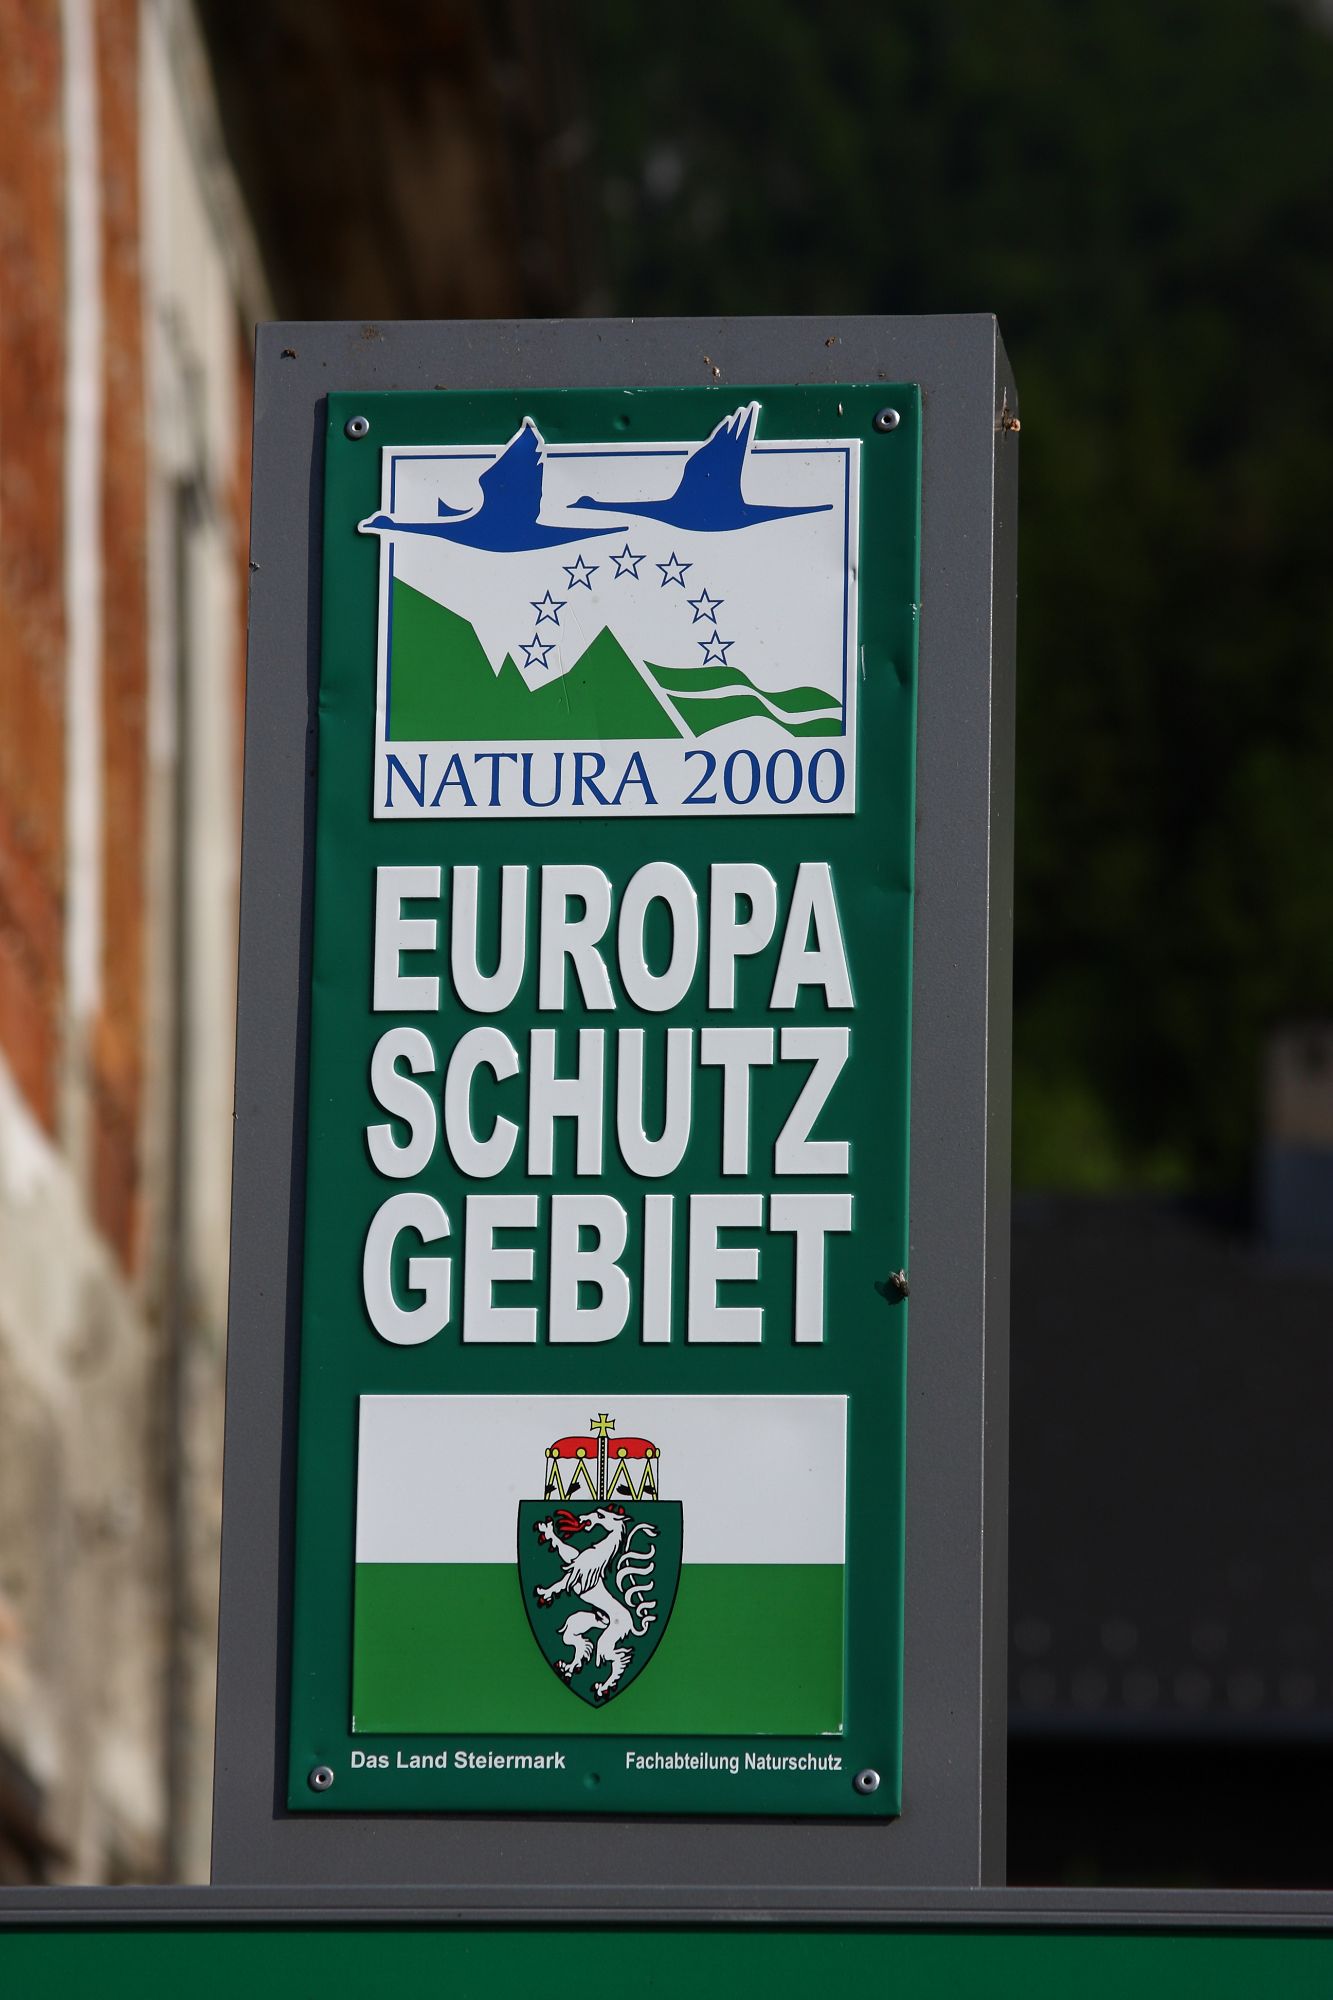 NATURA 2000
EUROPA
SCHUTZ
GEBIET
Das Land Steiermark Fachabteilung Naturschutz